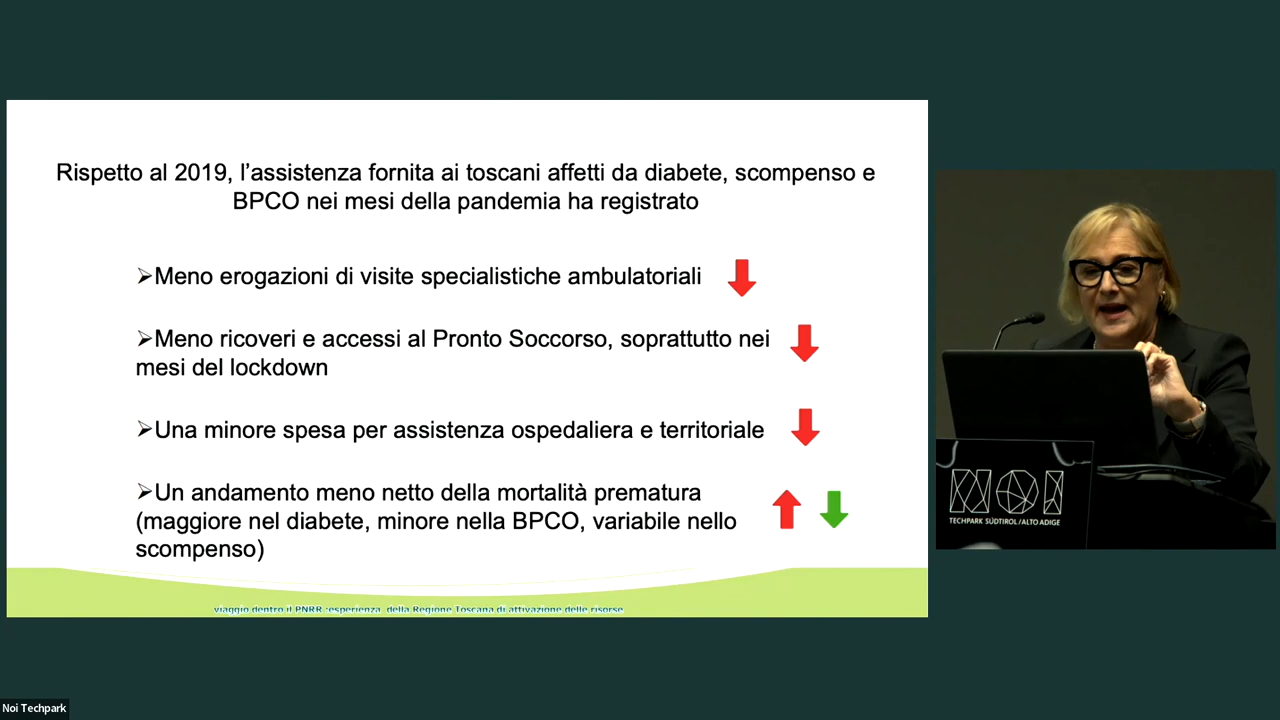 Rispetto al 2019, l’assistenza fornita ai toscani affetti da diabete, scompenso e
BPCO nei mesi della pandemia ha registrato
➢Meno erogazioni di visite specialistiche ambulatoriali
➢Meno ricoveri e accessi al Pronto Soccorso, soprattutto nei
mesi del lockdown
➢Una minore spesa per assistenza ospedaliera e territoriale
➢Un andamento meno netto della mortalità prematura
(maggiore nel diabete, minore nella BPCO, variabile nello
scompenso)
viaggio dentro il PNRR :esperienza della Regione Toscana di attivazione delle risorse
NOI
TECHPARK SÜDTIROL / ALTO ADIGE
Noi Techpark